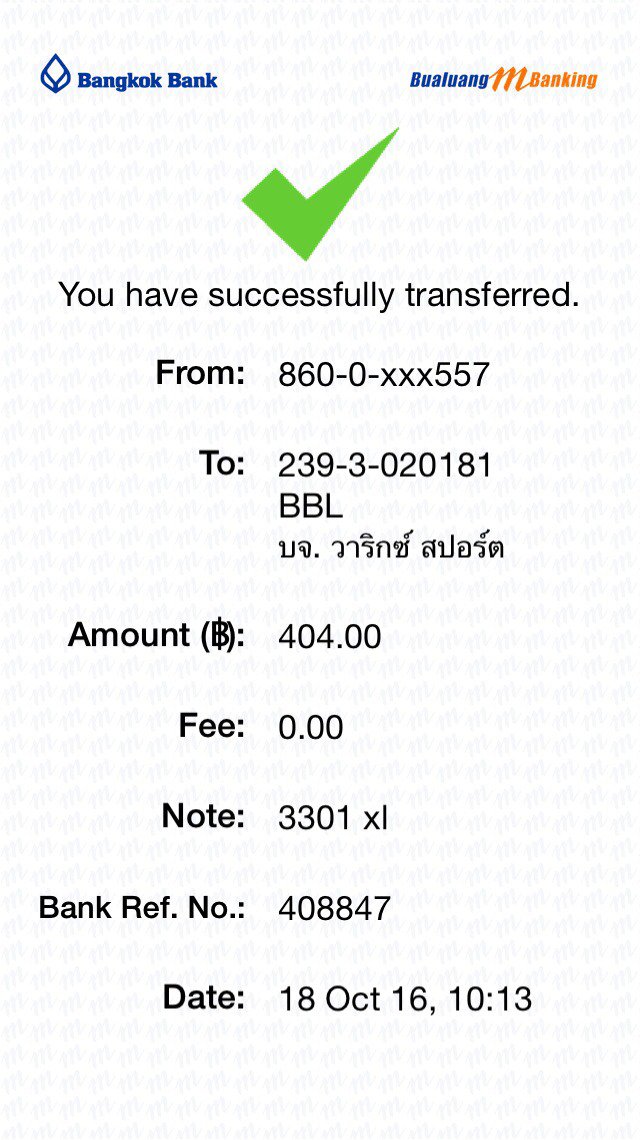 Bangkok Bank
Bualuang mBanking
You have successfully transferred.
From: 860-0-xxx557
To: 239-3-020181
BBL
บจ. วาริกซ์ สปอร์ต
Amount (฿): 404.00
Fee: 0.00
Note: 3301 xl
Bank Ref. No.: 408847
Date: 18 Oct 16, 10:13